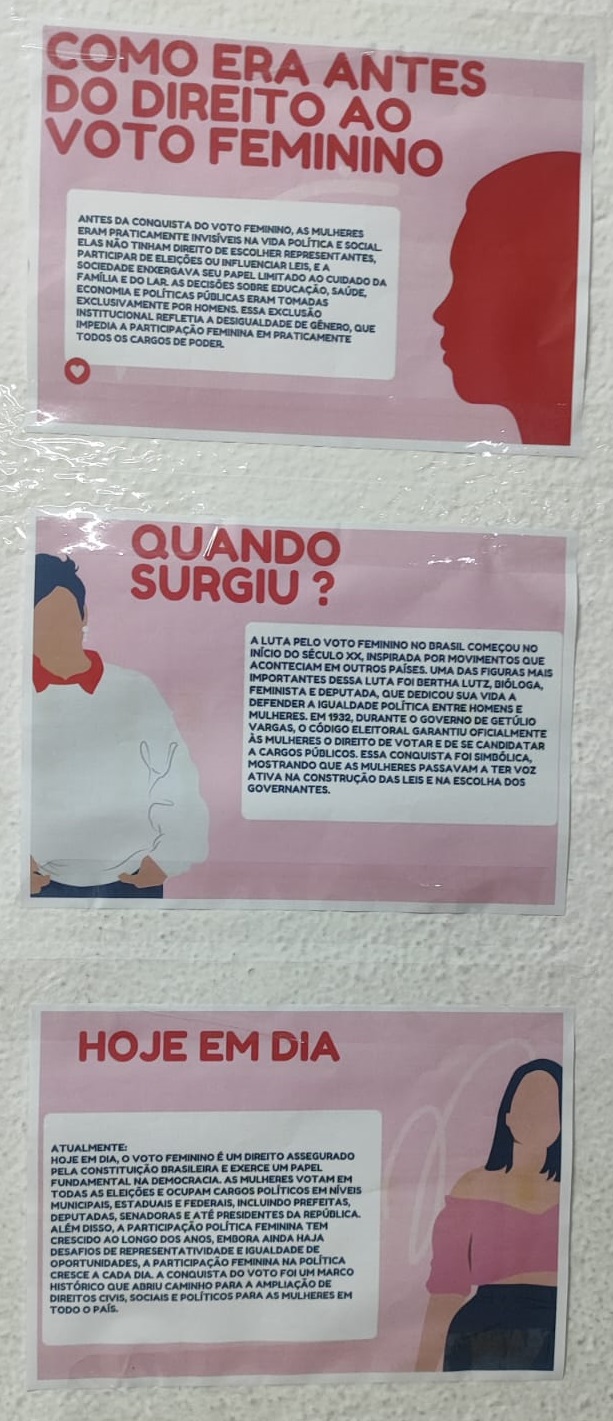 COMO ERA ANTES
DO DIREITO AO
VOTO FEMININO
ANTES DA CONQUISTA DO VOTO FEMININO, AS MULHERES
ERAM PRATICAMENTE INVISÍVEIS NA VIDA POLÍTICA E SOCIAL.
ELAS NÃO TINHAM DIREITO DE ESCOLHER REPRESENTANTES,
PARTICIPAR DE ELEIÇÕES OU INFLUENCIAR LEIS, E A
SOCIEDADE ENXERGAVA SEU PAPEL LIMITADO AO CUIDADO DA
FAMÍLIA E DO LAR. AS DECISÕES SOBRE EDUCAÇÃO, SAÚDE,
ECONOMIA E POLÍTICAS PÚBLICAS ERAM TOMADAS
EXCLUSIVAMENTE POR HOMENS. ESSA EXCLUSÃO
INSTITUCIONAL REFLETIA A DESIGUALDADE DE GÊNERO, QUE
IMPEDIA A PARTICIPAÇÃO FEMININA EM PRATICAMENTE
TODOS OS CARGOS DE PODER.
QUANDO
SURGIU ?
A LUTA PELO VOTO FEMININO NO BRASIL COMEÇOU NO
INÍCIO DO SÉCULO XX, INSPIRADA POR MOVIMENTOS QUE
ACONTECIAM EM OUTROS PAÍSES. UMA DAS FIGURAS MAIS
IMPORTANTES DESSA LUTA FOI BERTHA LUTZ, BIÓLOGA,
FEMINISTA E DEPUTADA, QUE DEDICOU SUA VIDA A
DEFENDER A IGUALDADE POLÍTICA ENTRE HOMENS E
MULHERES. EM 1932, DURANTE O GOVERNO DE GETÚLIO
VARGAS, O CÓDIGO ELEITORAL GARANTIU OFICIALMENTE
ÀS MULHERES O DIREITO DE VOTAR E DE SE CANDIDATAR
A CARGOS PÚBLICOS. ESSA CONQUISTA FOI SIMBÓLICA,
MOSTRANDO QUE AS MULHERES PASSAVAM A TER VOZ
ATIVA NA CONSTRUÇÃO DAS LEIS E NA ESCOLHA DOS
GOVERNANTES.
HOJE EM DIA
ATUALMENTE:
HOJE EM DIA, O VOTO FEMININO É UM DIREITO ASSEGURADO
PELA CONSTITUIÇÃO BRASILEIRA E EXERCE UM PAPEL
FUNDAMENTAL NA DEMOCRACIA. AS MULHERES VOTAM EM
TODAS AS ELEIÇÕES E OCUPAM CARGOS POLÍTICOS EM NÍVEIS
MUNICIPAIS, ESTADUAIS E FEDERAIS, INCLUINDO PREFEITAS,
DEPUTADAS, SENADORAS E ATÉ PRESIDENTES DA REPÚBLICA.
ALÉM DISSO, A PARTICIPAÇÃO POLÍTICA FEMININA TEM
CRESCIDO AO LONGO DOS ANOS, EMBORA AINDA HAJA
DESAFIOS DE REPRESENTATIVIDADE E IGUALDADE DE
OPORTUNIDADES, A PARTICIPAÇÃO FEMININA NA POLÍTICA
CRESCE A CADA DIA. A CONQUISTA DO VOTO FOI UM MARCO
HISTÓRICO QUE ABRIU CAMINHO PARA A AMPLIAÇÃO DE
DIREITOS CIVIS, SOCIAIS E POLÍTICOS PARA AS MULHERES EM
TODO O PAÍS.